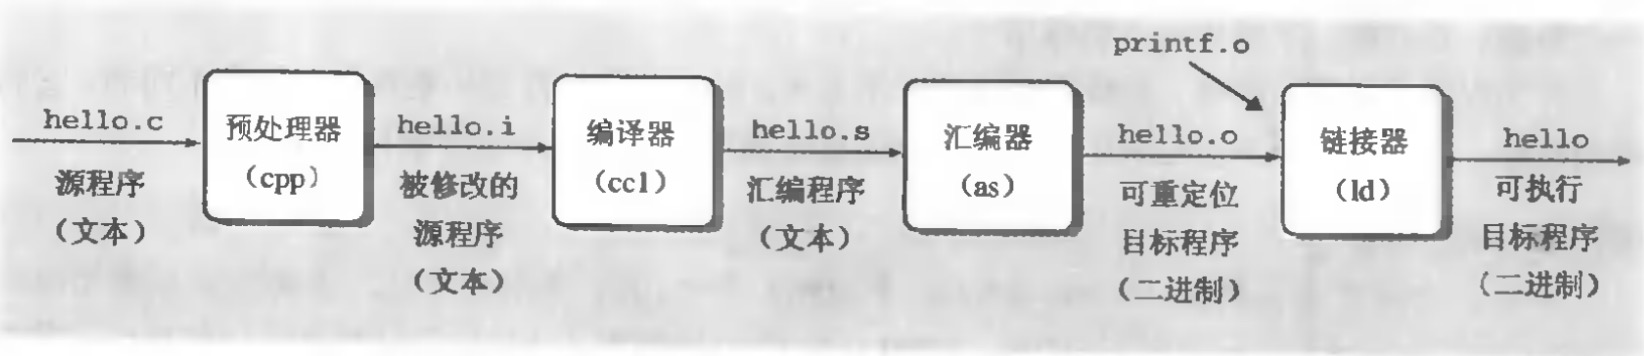 printf.o
hello.c
预处理器
(cpp)
hello.i
编译器
(cc1)
hello.s
汇编器
(as)
hello.o
链接器
(ld)
hello
源程序
(文本)
被修改的
源程序
(文本)
汇编程序
(文本)
可重定位
目标程序
(二进制)
可执行
目标程序
(二进制)